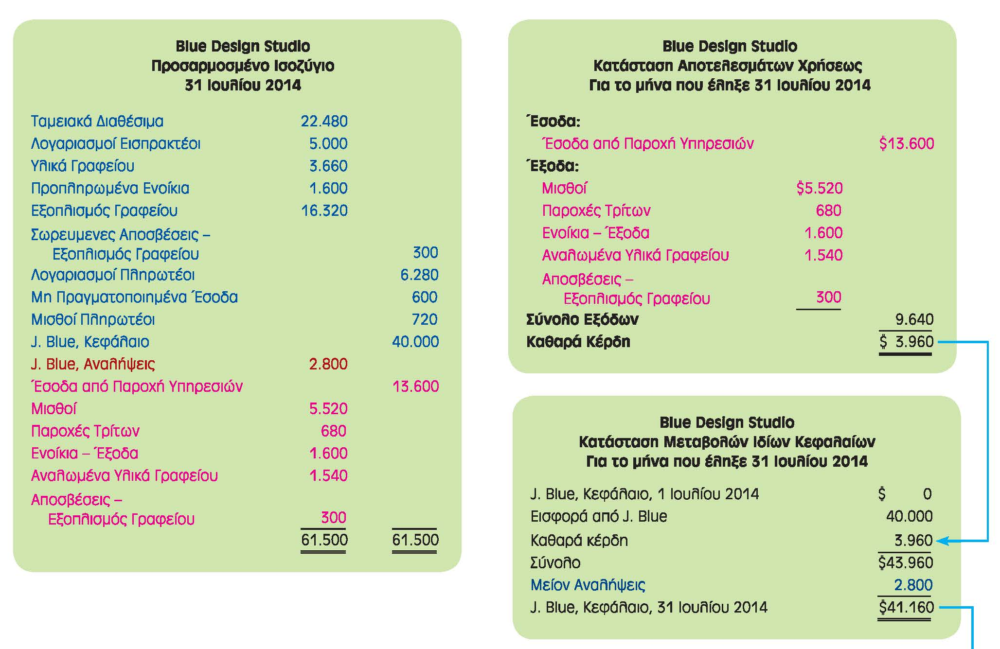 Blue Design Studio
Προσαρμοσμένο Ισοζύγιο
31 Ιουλίου 2014
Ταμειακά Διαθέσιμα 22.480
Λογαριασμοί Εισπρακτέοι 5.000
Υλικά Γραφείου 3.660
Προπληρωμένα Ενοίκια 1.600
Εξοπλισμός Γραφείου 16.320
Σωρευμενες Αποσβέσεις –
Εξοπλισμός Γραφείου 300
Λογαριασμοί Πληρωτέοι 6.280
Μη Πραγματοποιημένα Έσοδα 600
Μισθοί Πληρωτέοι 720
J. Blue, Κεφάλαιο 40.000
J. Blue, Αναλήψεις 2.800
Έσοδα από Παροχή Υπηρεσιών 13.600
Μισθοί 5.520
Παροχές Τρίτων 680
Ενοίκια – Έξοδα 1.600
Αναλωμένα Υλικά Γραφείου 1.540
Αποσβέσεις –
Εξοπλισμός Γραφείου 300
61.500 61.500
Blue Design Studio
Κατάσταση Αποτελεσμάτων Χρήσεως
Για το μήνα που έληξε 31 Ιουλίου 2014
Έσοδα:
Έσοδα από Παροχή Υπηρεσιών $13.600
Έξοδα:
Μισθοί $5.520
Παροχές Τρίτων 680
Ενοίκια – Έξοδα 1.600
Αναλωμένα Υλικά Γραφείου 1.540
Αποσβέσεις –
Εξοπλισμός Γραφείου 300
Σύνολο Εξόδων 9.640
Καθαρά Κέρδη $ 3.960
Blue Design Studio
Κατάσταση Μεταβολών Ιδίων Κεφαλαίων
Για το μήνα που έληξε 31 Ιουλίου 2014
J. Blue, Κεφάλαιο, 1 Ιουλίου 2014 $ 0
Εισφορά από J. Blue 40.000
Καθαρά κέρδη 3.960
Σύνολο $43.960
Μείον Αναλήψεις 2.800
J. Blue, Κεφάλαιο, 31 Ιουλίου 2014 $41.160